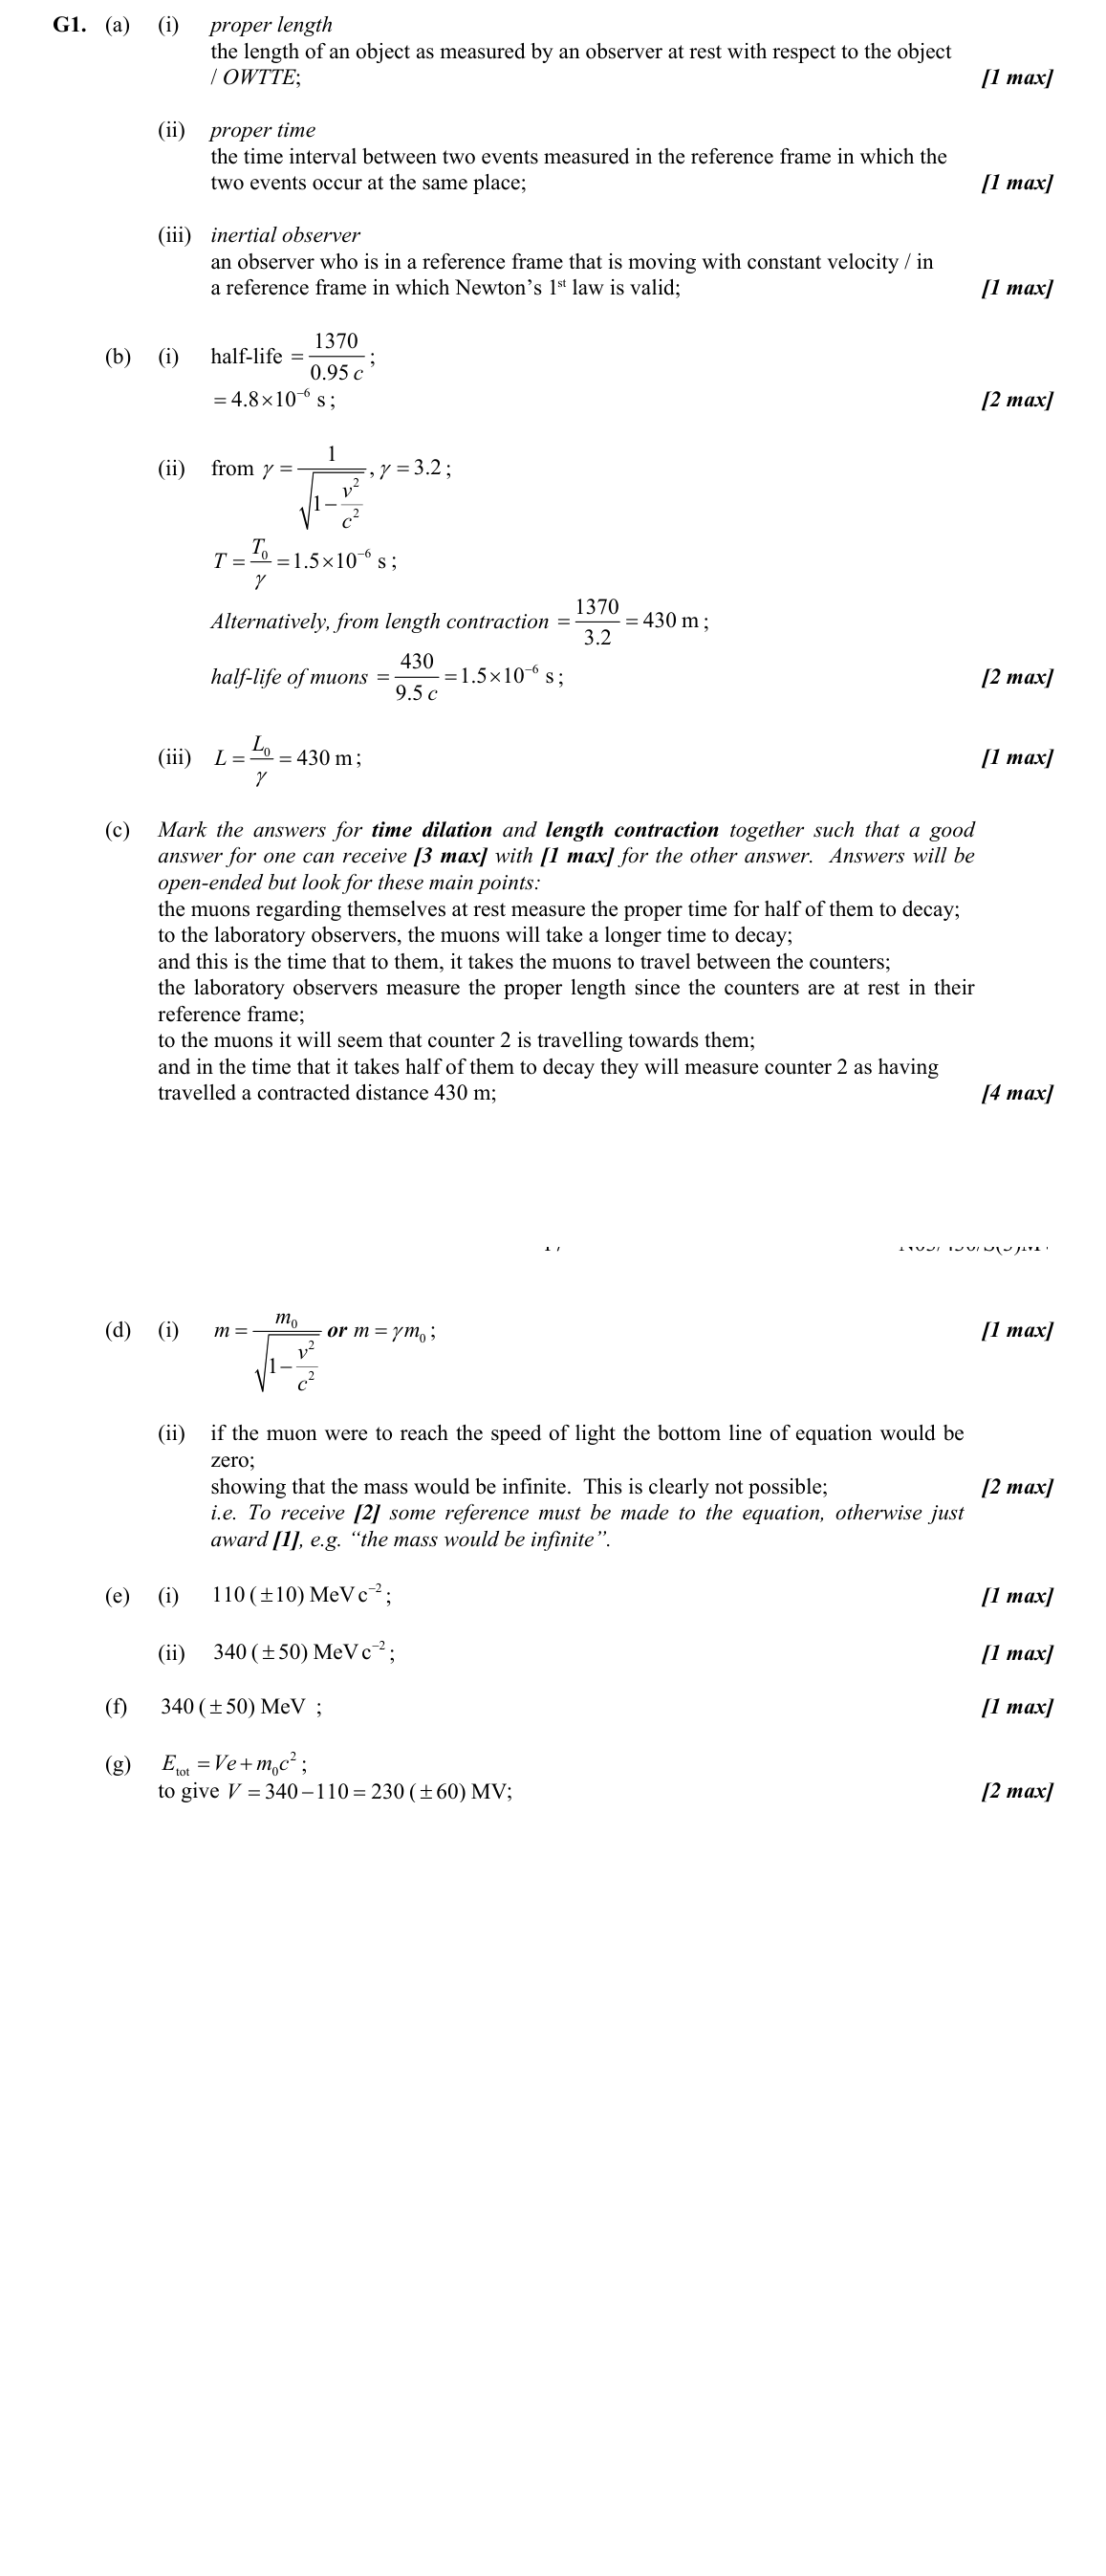 G1. (a) (i) proper length
the length of an object as measured by an observer at rest with respect to the object
/ OWTTE; [1 max]
(ii) proper time
the time interval between two events measured in the reference frame in which the
two events occur at the same place; [1 max]
(iii) inertial observer
an observer who is in a reference frame that is moving with constant velocity / in
a reference frame in which Newton's 1st law is valid; [1 max]
(b) (i) half-life = 1370 / 0.95 c ;
= 4.8×10⁻⁶ s ; [2 max]
(ii) from γ = 1 / √(1 − v²/c²) , γ = 3.2 ;
T = T₀ / γ = 1.5×10⁻⁶ s ;
Alternatively, from length contraction = 1370 / 3.2 = 430 m ;
half-life of muons = 430 / 9.5 c = 1.5×10⁻⁶ s ; [2 max]
(iii) L = L₀ / γ = 430 m ; [1 max]
(c) Mark the answers for time dilation and length contraction together such that a good
answer for one can receive [3 max] with [1 max] for the other answer. Answers will be
open-ended but look for these main points:
the muons regarding themselves at rest measure the proper time for half of them to decay;
to the laboratory observers, the muons will take a longer time to decay;
and this is the time that to them, it takes the muons to travel between the counters;
the laboratory observers measure the proper length since the counters are at rest in their
reference frame;
to the muons it will seem that counter 2 is travelling towards them;
and in the time that it takes half of them to decay they will measure counter 2 as having
travelled a contracted distance 430 m; [4 max]
(d) (i) m = m₀ / √(1 − v²/c²) or m = γm₀ ; [1 max]
(ii) if the muon were to reach the speed of light the bottom line of equation would be
zero;
showing that the mass would be infinite. This is clearly not possible; [2 max]
i.e. To receive [2] some reference must be made to the equation, otherwise just
award [1], e.g. “the mass would be infinite”.
(e) (i) 110 (±10) MeV c⁻² ; [1 max]
(ii) 340 (±50) MeV c⁻² ; [1 max]
(f) 340 (±50) MeV ; [1 max]
(g) Eₜₒₜ = Ve + m₀c² ;
to give V = 340 − 110 = 230 (±60) MV; [2 max]